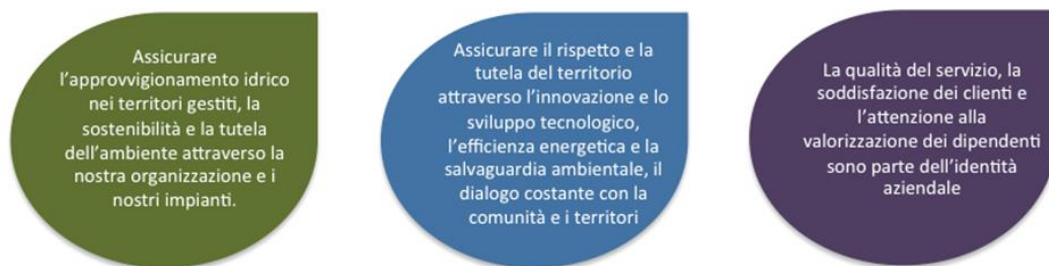 Assicurare
l'approvvigionamento idrico
nei territori gestiti, la
sostenibilità e la tutela
dell'ambiente attraverso la
nostra organizzazione e i
nostri impianti.
Assicurare il rispetto e la
tutela del territorio
attraverso l'innovazione e lo
sviluppo tecnologico,
l'efficienza energetica e la
salvaguardia ambientale, il
dialogo costante con la
comunità e i territori
La qualità del servizio, la
soddisfazione dei clienti e
l'attenzione alla
valorizzazione dei dipendenti
sono parte dell'identità
aziendale